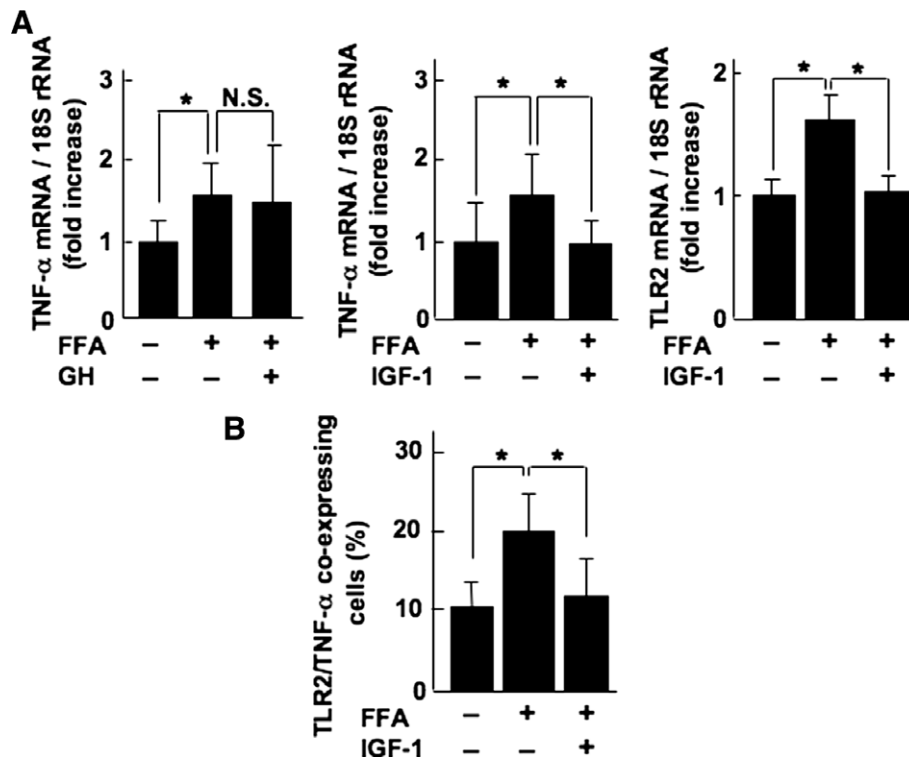 A
TNF-α mRNA / 18S rRNA
(fold increase)
3
2
1
0
* N.S.
FFA – + +
GH – – +
TNF-α mRNA / 18S rRNA
(fold increase)
3
2
1
0
* *
FFA – + +
IGF-1 – – +
TLR2 mRNA / 18S rRNA
(fold increase)
2
1
0
* *
FFA – + +
IGF-1 – – +
B
TLR2/TNF-α co-expressing
cells (%)
30
20
10
0
* *
FFA – + +
IGF-1 – – +